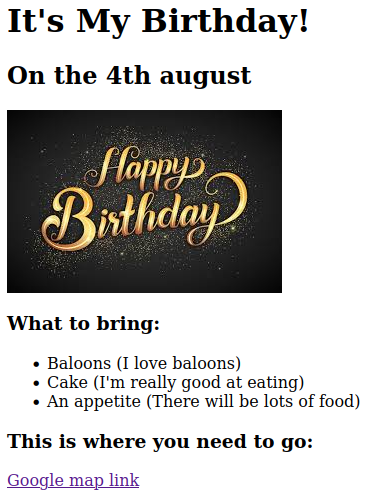 It's My Birthday!
On the 4th august
Happy
Birthday
What to bring:
• Baloons (I love baloons)
• Cake (I'm really good at eating)
• An appetite (There will be lots of food)
This is where you need to go:
Google map link